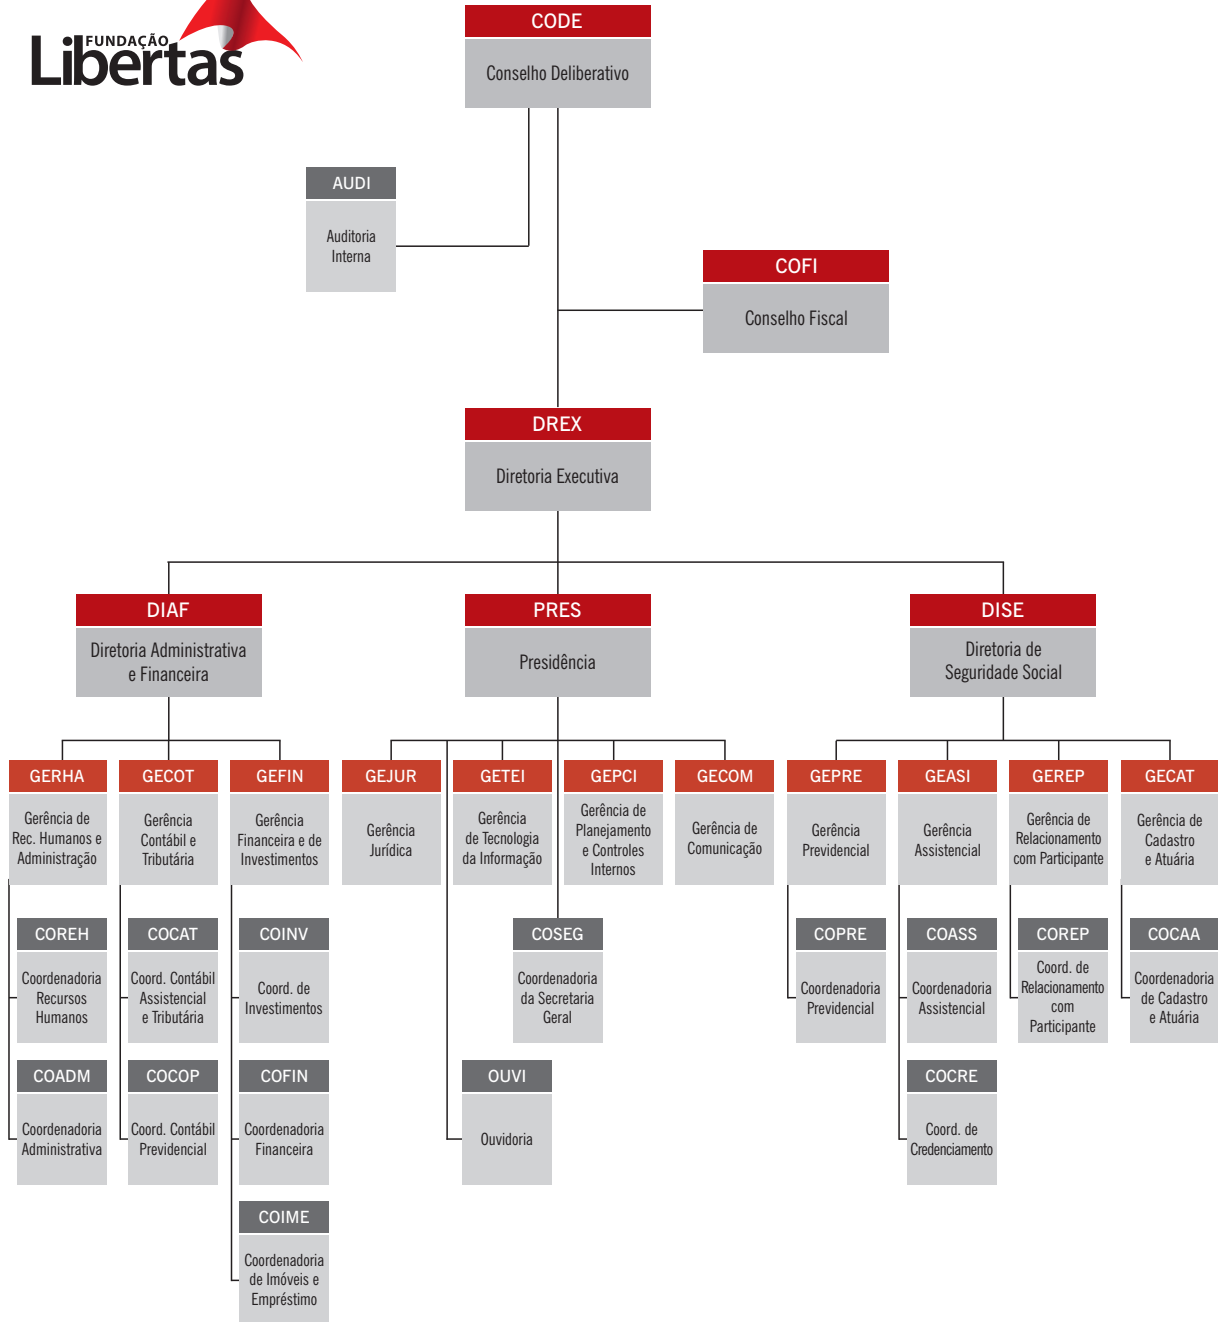 FUNDAÇÃO
Libertas
CODE
Conselho Deliberativo
AUDI
Auditoria
Interna
COFI
Conselho Fiscal
DREX
Diretoria Executiva
DIAF
Diretoria Administrativa
e Financeira
PRES
Presidência
DISE
Diretoria de
Seguridade Social
GERHA
Gerência de
Rec. Humanos e
Administração
GECOT
Gerência
Contábil e
Tributária
GEFIN
Gerência
Financeira e de
Investimentos
GEJUR
Gerência
Jurídica
GETEI
Gerência
de Tecnologia
da Informação
GEPCI
Gerência de
Planejamento
e Controles
Internos
GECOM
Gerência de
Comunicação
GEPRE
Gerência
Previdencial
GEASI
Gerência
Assistencial
GEREP
Gerência de
Relacionamento
com Participante
GECAT
Gerência de
Cadastro
e Atuária
COREH
Coordenadoria
Recursos
Humanos
COCAT
Coord. Contábil
Assistencial
e Tributária
COINV
Coord. de
Investimentos
COSEG
Coordenadoria
da Secretaria
Geral
COPRE
Coordenadoria
Previdencial
COASS
Coordenadoria
Assistencial
COREP
Coord. de
Relacionamento
com
Participante
COCAA
Coordenadoria
de Cadastro
e Atuária
COADM
Coordenadoria
Administrativa
COCOP
Coord. Contábil
Previdencial
COFIN
Coordenadoria
Financeira
OUVI
Ouvidoria
COCRE
Coord. de
Credenciamento
COIME
Coordenadoria
de Imóveis e
Empréstimo